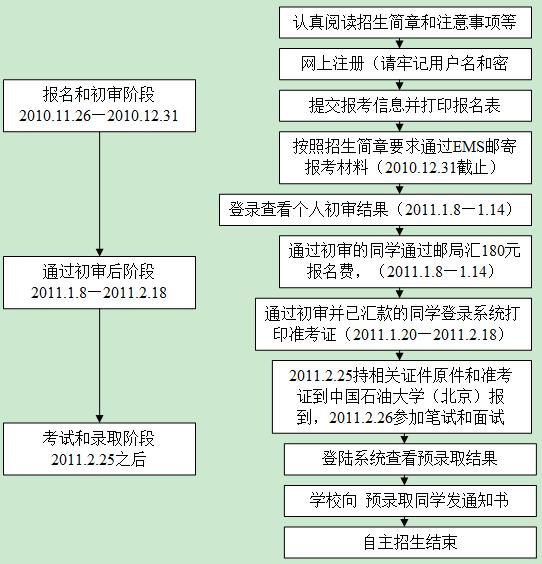 报名和初审阶段
2010.11.26—2010.12.31
通过初审后阶段
2011.1.8—2011.2.18
考试和录取阶段
2011.2.25之后
认真阅读招生简章和注意事项等
网上注册（请牢记用户名和密
提交报考信息并打印报名表
按照招生简章要求通过EMS邮寄
报考材料（2010.12.31截止）
登录查看个人初审结果（2011.1.8—1.14）
通过初审的同学通过邮局汇180元
报名费，（2011.1.8—1.14）
通过初审并已汇款的同学登录系统打
印准考证（2011.1.20—2011.2.18）
2011.2.25持相关证件原件和准考
证到中国石油大学（北京）报
到，2011.2.26参加笔试和面试
登陆系统查看预录取结果
学校向 预录取同学发通知书
自主招生结束